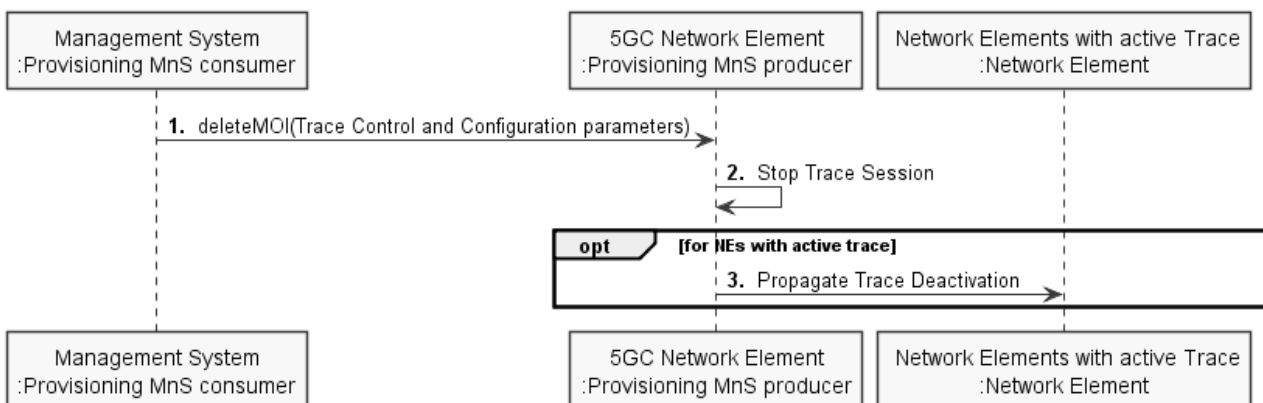 Management System
:Provisioning MnS consumer
5GC Network Element
:Provisioning MnS producer
Network Elements with active Trace
:Network Element
1. deleteMOI(Trace Control and Configuration parameters)
2. Stop Trace Session
opt [for NEs with active trace]
3. Propagate Trace Deactivation
Management System
:Provisioning MnS consumer
5GC Network Element
:Provisioning MnS producer
Network Elements with active Trace
:Network Element